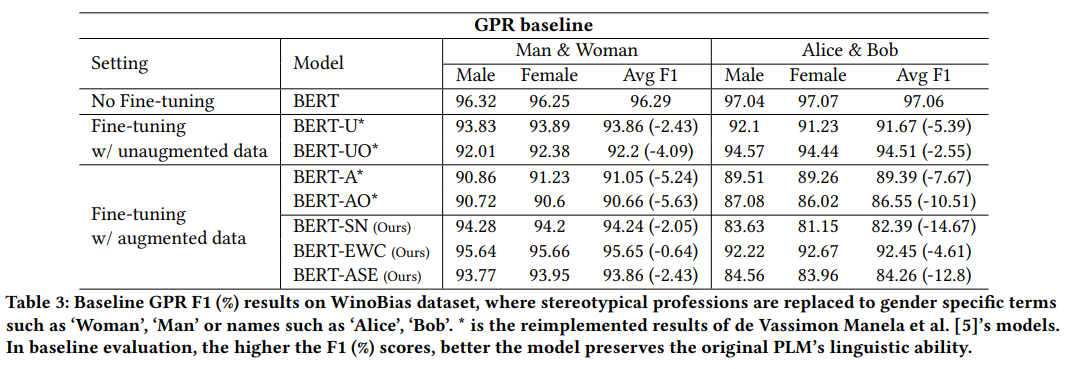 GPR baseline
Setting Model Man & Woman Alice & Bob
Male Female Avg F1 Male Female Avg F1
No Fine-tuning BERT 96.32 96.25 96.29 97.04 97.07 97.06
Fine-tuning BERT-U* 93.83 93.89 93.86 (-2.43) 92.1 91.23 91.67 (-5.39)
w/ unaugmented data BERT-UO* 92.01 92.38 92.2 (-4.09) 94.57 94.44 94.51 (-2.55)
Fine-tuning w/ augmented data BERT-A* 90.86 91.23 91.05 (-5.24) 89.51 89.26 89.39 (-7.67)
BERT-AO* 90.72 90.6 90.66 (-5.63) 87.08 86.02 86.55 (-10.51)
BERT-SN (Ours) 94.28 94.2 94.24 (-2.05) 83.63 81.15 82.39 (-14.67)
BERT-EWC (Ours) 95.64 95.66 95.65 (-0.64) 92.22 92.67 92.45 (-4.61)
BERT-ASE (Ours) 93.77 93.95 93.86 (-2.43) 84.56 83.96 84.26 (-12.8)
Table 3: Baseline GPR F1 (%) results on WinoBias dataset, where stereotypical professions are replaced to gender specific terms
such as ‘Woman’, ‘Man’ or names such as ‘Alice’, ‘Bob’. * is the reimplemented results of de Vassimon Manela et al. [5]’s models.
In baseline evaluation, the higher the F1 (%) scores, better the model preserves the original PLM’s linguistic ability.